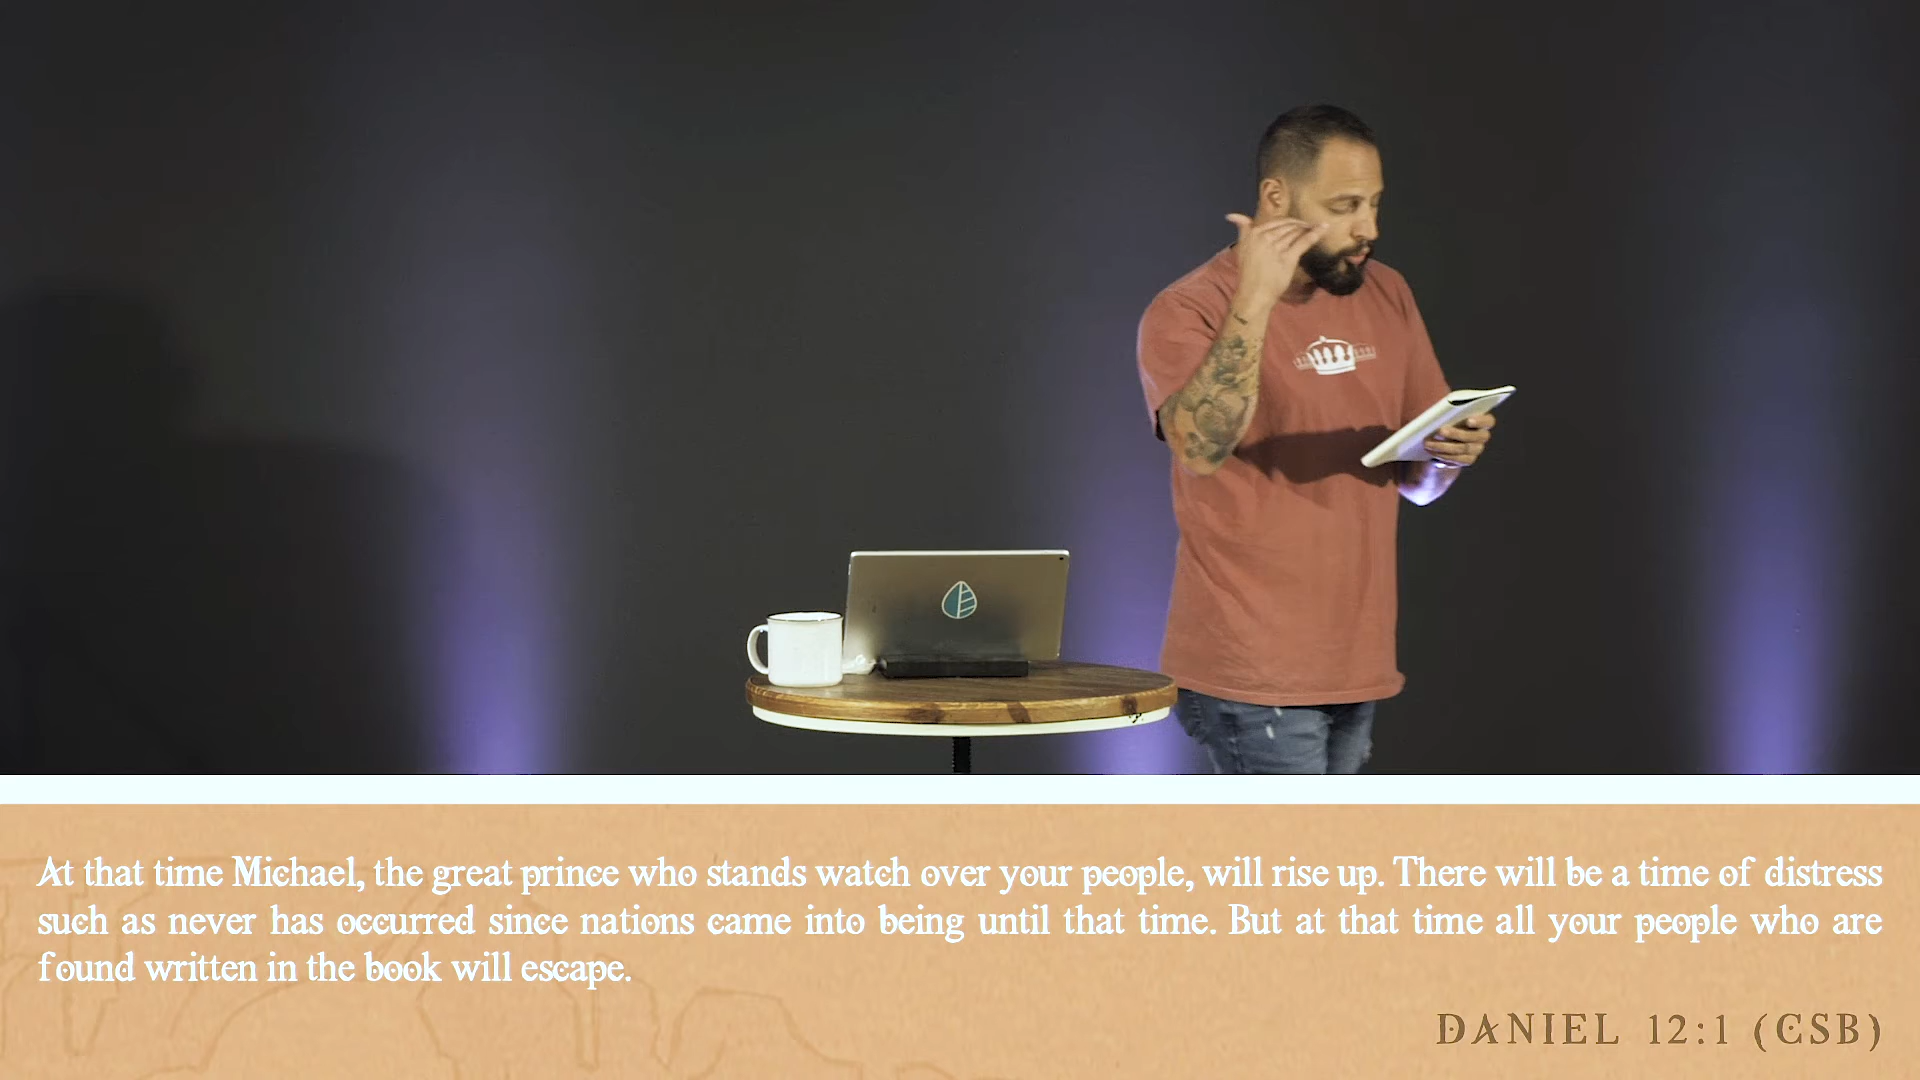 At that time Michael, the great prince who stands watch over your people, will rise up. There will be a time of distress
such as never has occurred since nations came into being until that time. But at that time all your people who are
found written in the book will escape.
DANIEL 12:1 (CSB)